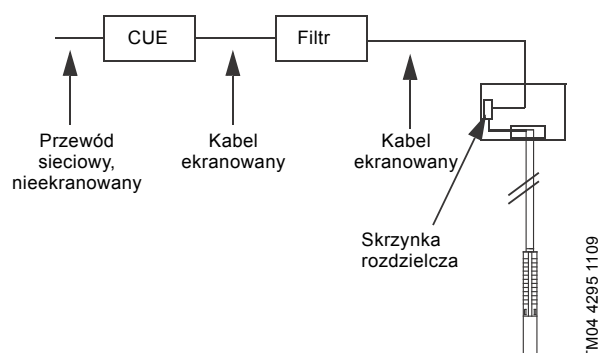 CUE
Filtr
Przewód
sieciowy,
nieekranowany
Kabel
ekranowany
Kabel
ekranowany
Skrzynka
rozdzielcza
TM04 4295 1109